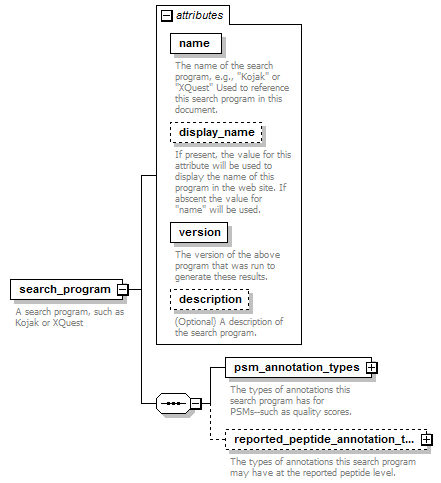 attributes
name
The name of the search
program, e.g., "Kojak" or
"XQuest" Used to reference
this search program in this
document.
display_name
If present, the value for this
attribute will be used to
display the name of this
program in the web site. If
abscent the value for
"name" will be used.
version
The version of the above
program that was run to
generate these results.
description
(Optional) A description of
the search program.
search_program
A search program, such as
Kojak or XQuest
psm_annotation_types
The types of annotations this
search program has for
PSMs--such as quality scores.
reported_peptide_annotation_t...
The types of annotations this search program
may have at the reported peptide level.